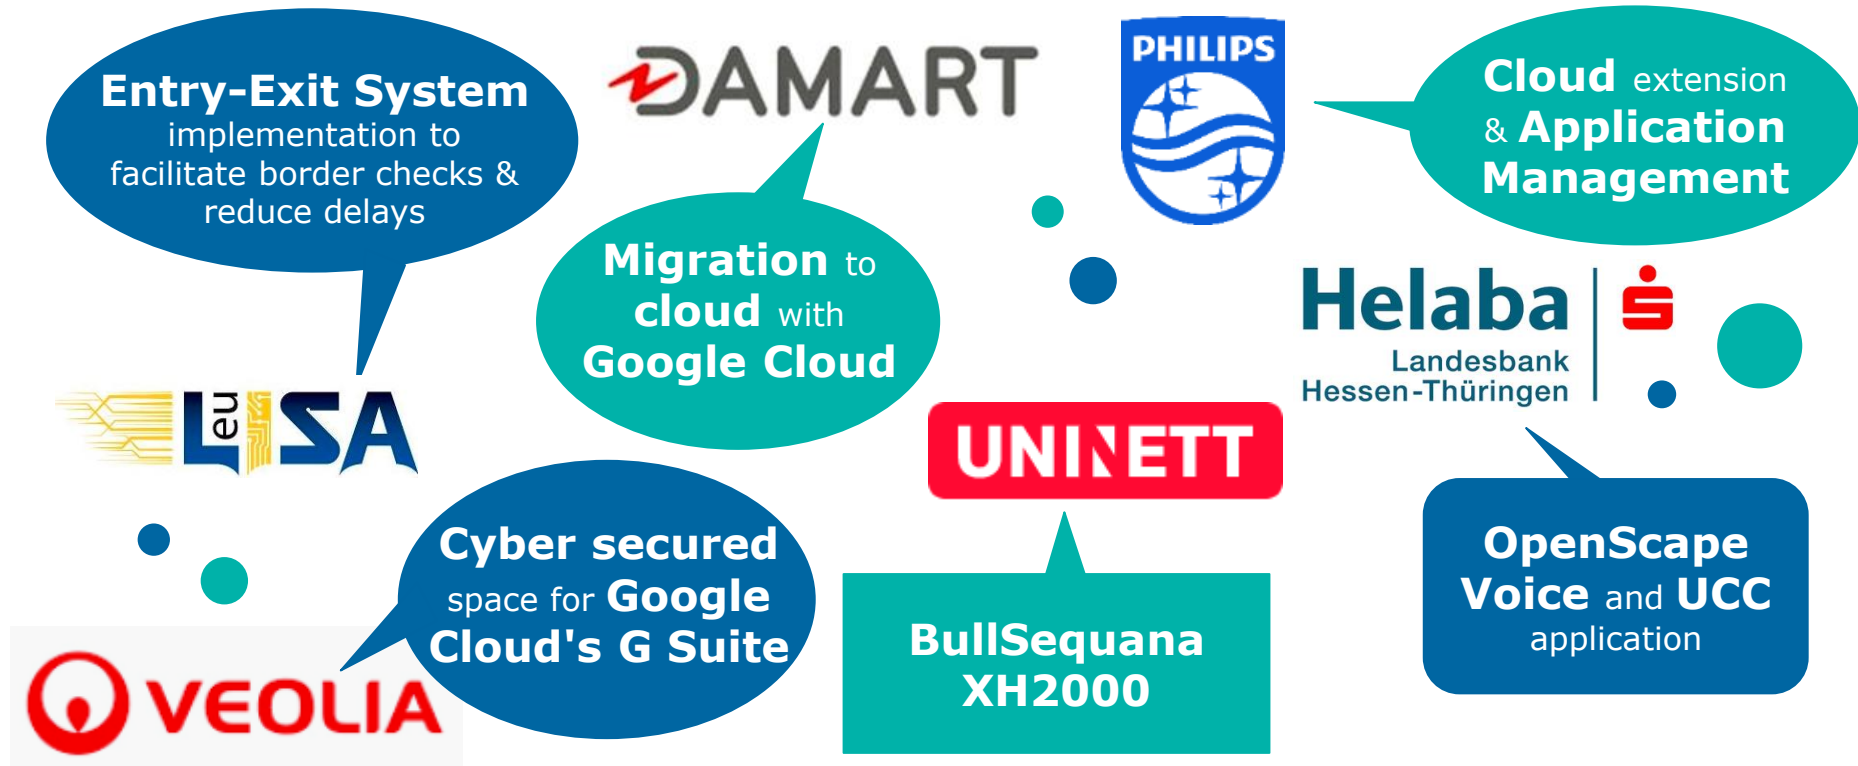 Entry-Exit System
implementation to
facilitate border checks &
reduce delays
DAMART
PHILIPS
Cloud extension
& Application
Management
Migration to
cloud with
Google Cloud
Helaba
Landesbank
Hessen-Thüringen
eu
LISA
UNINETT
Cyber secured
space for Google
Cloud's G Suite
OpenScape
Voice and UCC
application
BullSequana
XH2000
VEOLIA